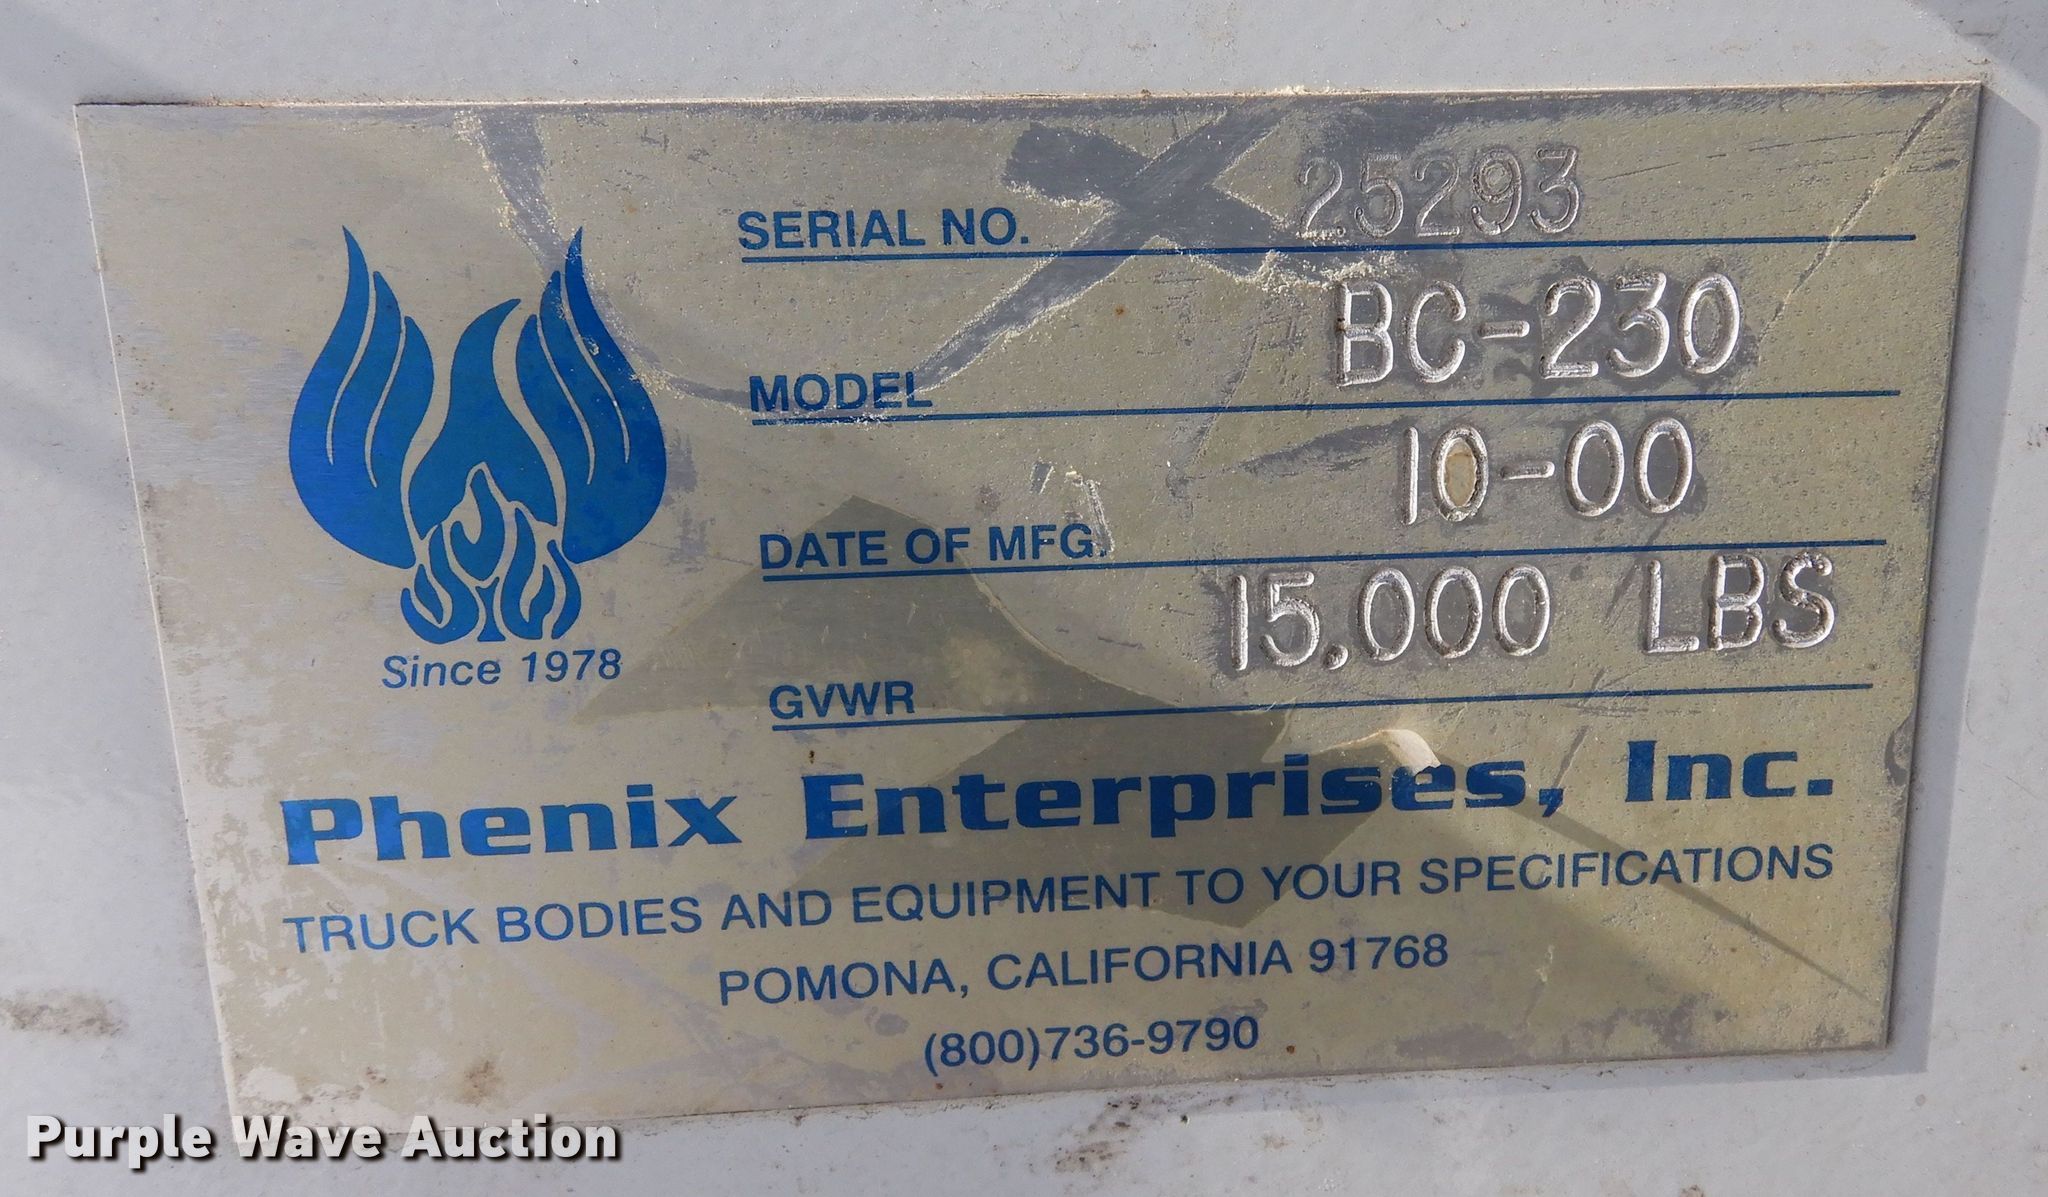 SERIAL NO. 25293
MODEL BC-230
DATE OF MFG. 10-00
GVWR 15,000 LBS
Since 1978
Phenix Enterprises, Inc.
TRUCK BODIES AND EQUIPMENT TO YOUR SPECIFICATIONS
POMONA, CALIFORNIA 91768
(800)736-9790
Purple Wave Auction